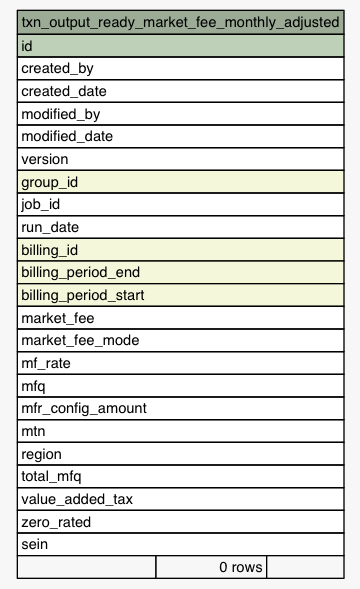 txn_output_ready_market_fee_monthly_adjusted
id
created_by
created_date
modified_by
modified_date
version
group_id
job_id
run_date
billing_id
billing_period_end
billing_period_start
market_fee
market_fee_mode
mf_rate
mfq
mfr_config_amount
mtn
region
total_mfq
value_added_tax
zero_rated
sein
0 rows